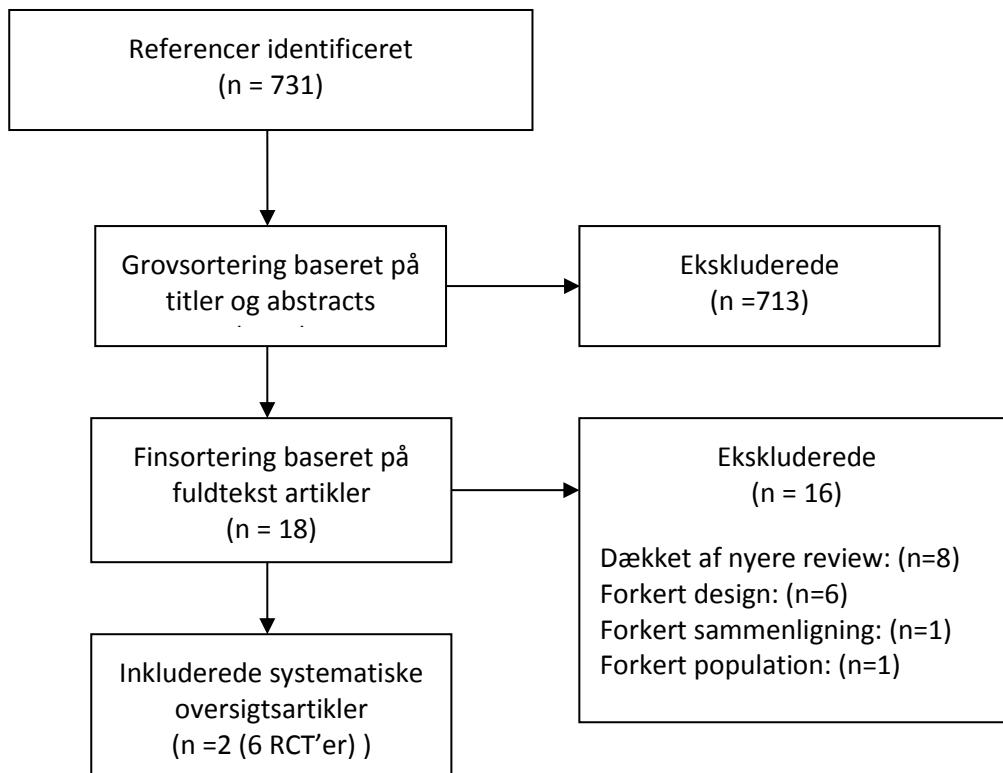 Referencer identificeret
(n = 731)
Grovsortering baseret på
titler og abstracts
Ekskluderede
(n =713)
Finsortering baseret på
fuldtekst artikler
(n = 18)
Ekskluderede
(n = 16)
Dækket af nyere review: (n=8)
Forkert design: (n=6)
Forkert sammenligning: (n=1)
Forkert population: (n=1)
Inkluderede systematiske
oversigtsartikler
(n =2 (6 RCT’er) )